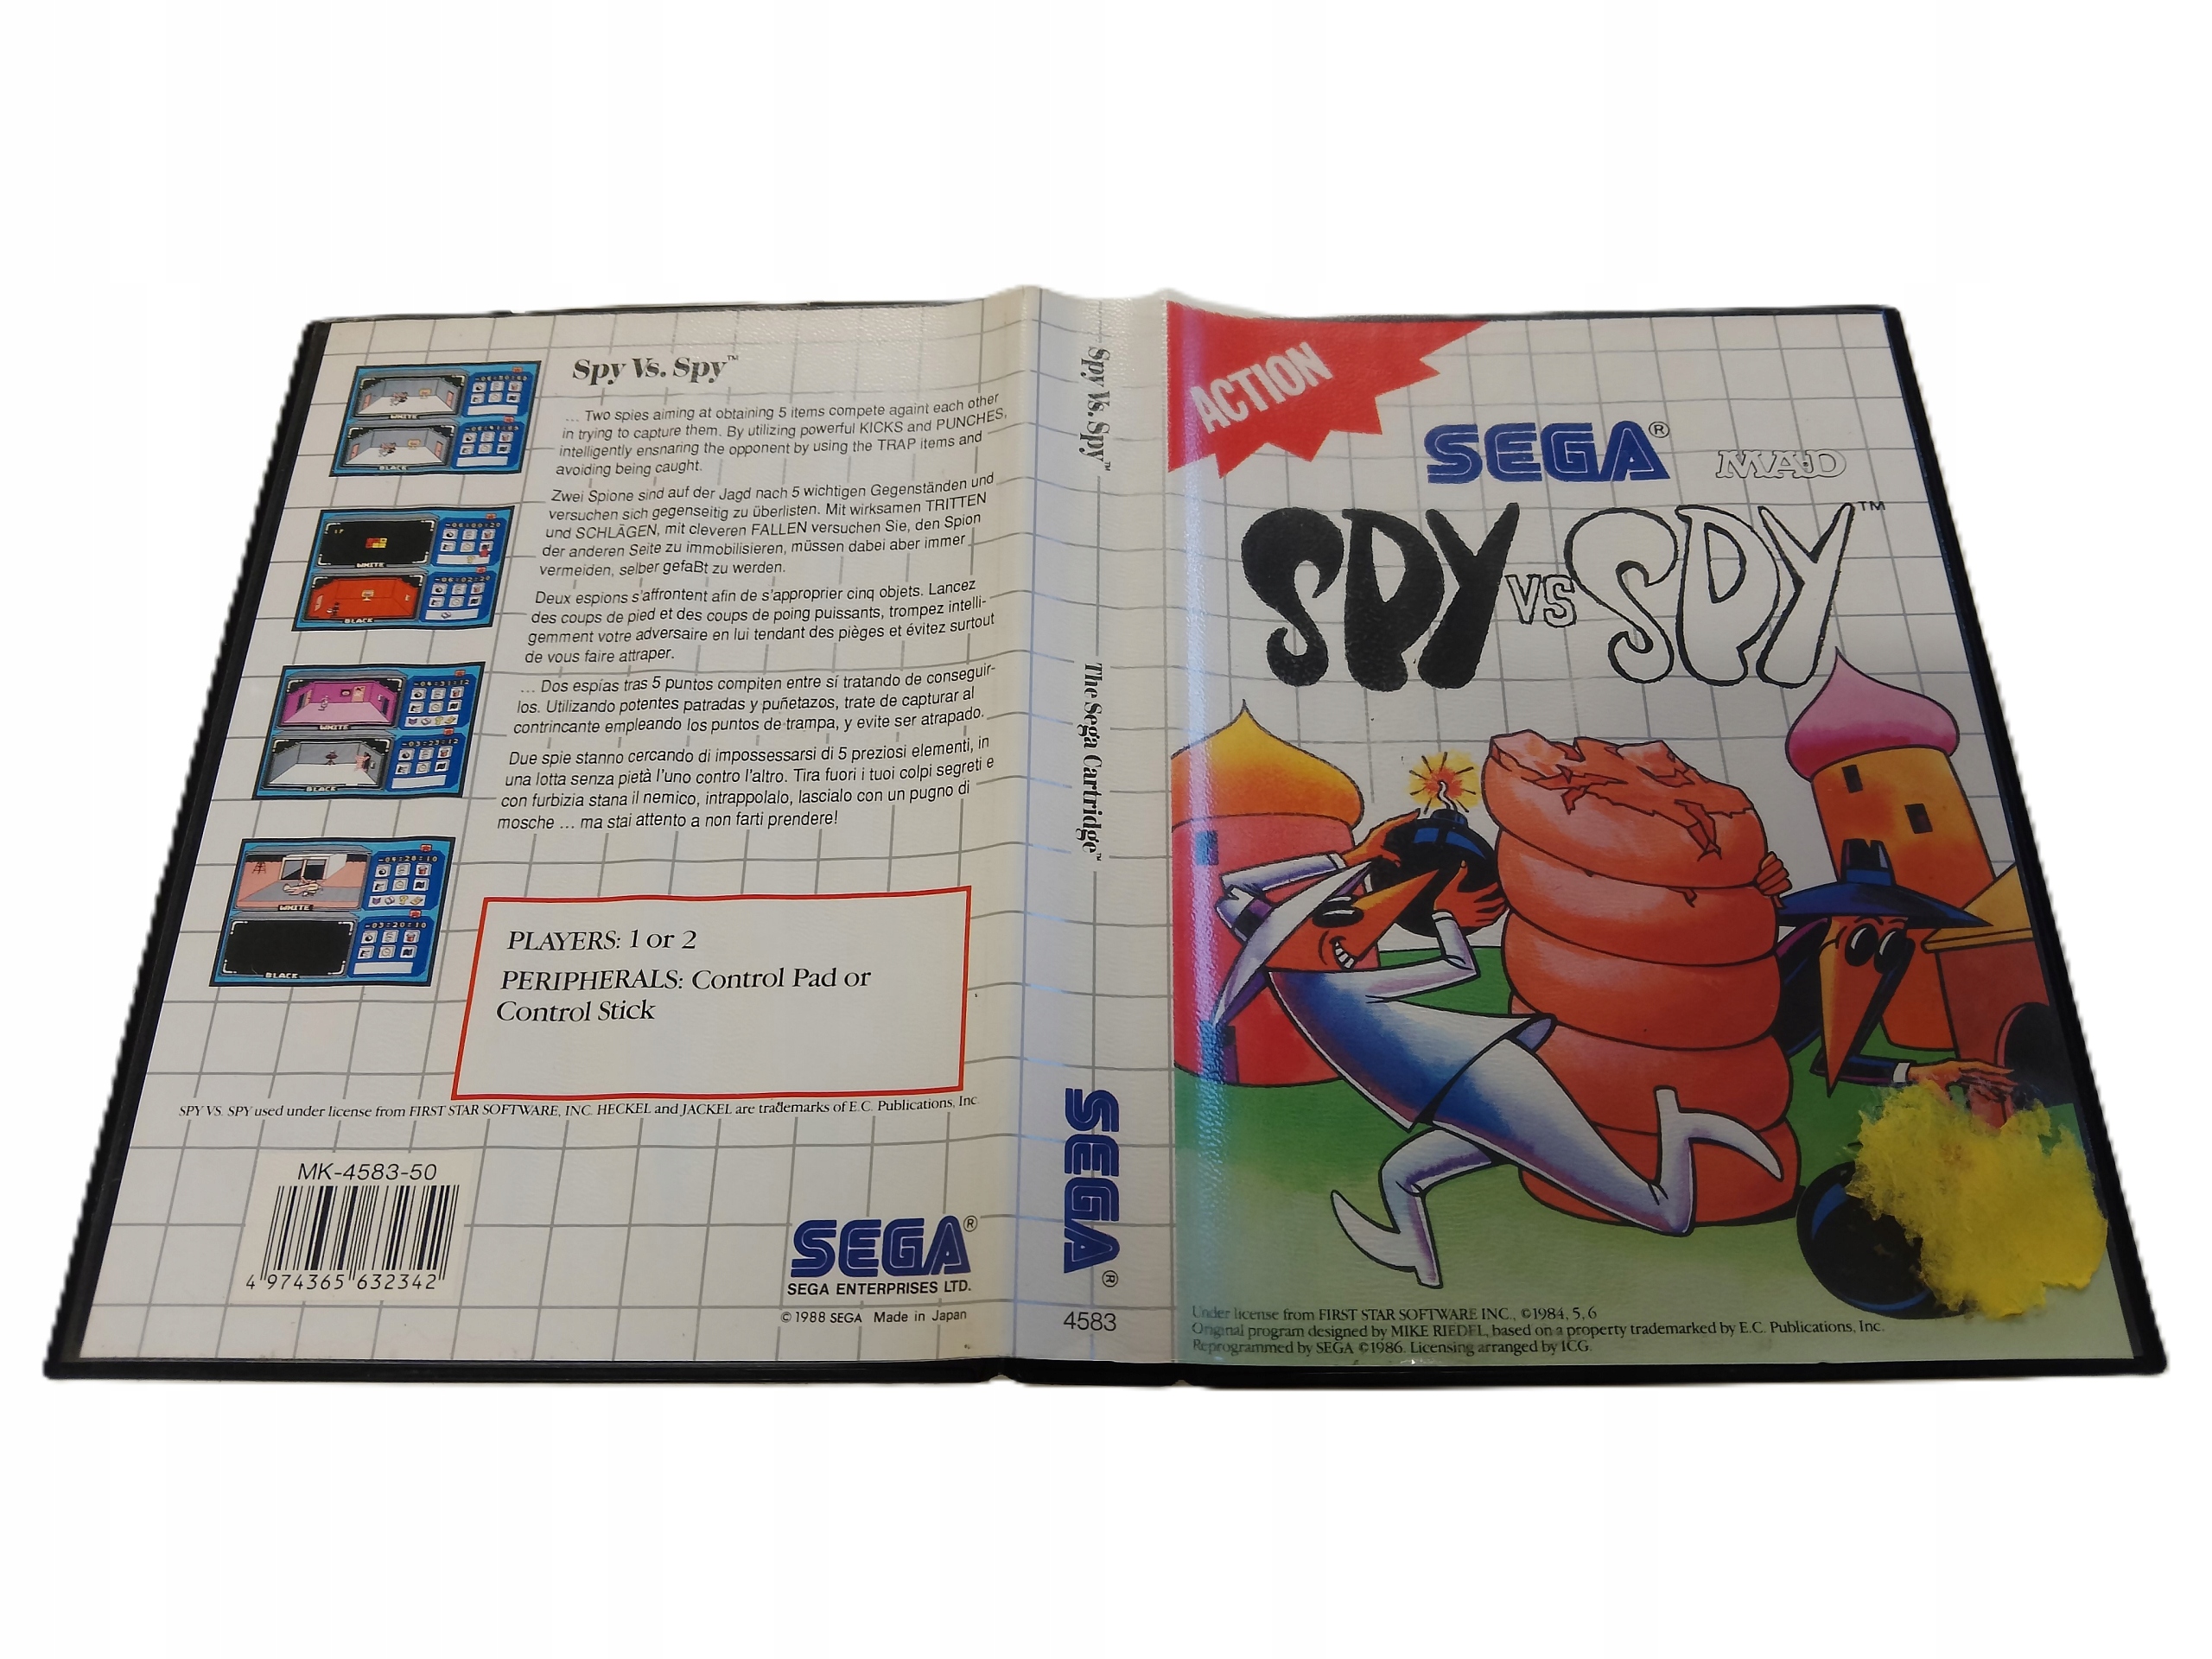 Spy Vs. Spy™
... Two spies aiming at obtaining 5 items compete againt each other
in trying to capture them. By utilizing powerful KICKS and PUNCHES,
intelligently ensnaring the opponent by using the TRAP items and
avoiding being caught.
Zwei Spione sind auf der Jagd nach 5 wichtigen Gegenständen und
versuchen sich gegenseitig zu überlisten. Mit wirksamen TRITTEN
und SCHLÄGEN, mit cleveren FALLEN versuchen Sie, den Spion
der anderen Seite zu immobilisieren, müssen dabei aber immer
vermeiden, selber gefaBt zu werden.
Deux espions s'affrontent afin de s'approprier cinq objets. Lancez
des coups de pied et des coups de poing puissants, trompez intelli-
gemment votre adversaire en lui tendant des pièges et évitez surtout
de vous faire attraper.
... Dos espías tras 5 puntos compiten entre sí tratando de conseguir-
los. Utilizando potentes patradas y puñetazos, trate de capturar al
contrincante empleando los puntos de trampa, y evite ser atrapado.
Due spie stanno cercando di impossessarsi di 5 preziosi elementi, in
una lotta senza pietà l'uno contro l'altro. Tira fuori i tuoi colpi segreti e
con furbizia stana il nemico, intrappolalo, lascialo con un pugno di
mosche ... ma stai attento a non farti prendere!
WHITE
BLACK
WHITE
BLACK
WHITE
BLACK
WHITE
BLACK
PLAYERS: 1 or 2
PERIPHERALS: Control Pad or
Control Stick
SPY VS. SPY used under license from FIRST STAR SOFTWARE, INC. HECKEL and JACKEL are trademarks of E.C. Publications, Inc.
MK-4583-50
4 974365 632342
SEGA®
SEGA ENTERPRISES LTD.
©1988 SEGA Made in Japan
Spy Vs. Spy™
The Sega Cartridge™
SEGA®
4583
ACTION
SEGA®
MAD
SPY VS SPY™
Under license from FIRST STAR SOFTWARE INC., ©1984, 5, 6
Original program designed by MIKE RIEDEL, based on a property trademarked by E.C. Publications, Inc.
Reprogrammed by SEGA ©1986. Licensing arranged by ICG.